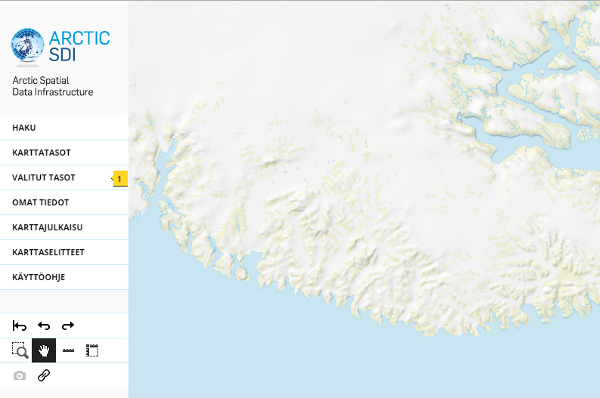 ARCTIC
SDI
Arctic Spatial
Data Infrastructure
HAKU
KARTTATASOT
VALITUT TASOT
1
OMAT TIEDOT
KARTTAJULKAISU
KARTTASELITTEET
KÄYTTÖOHJE